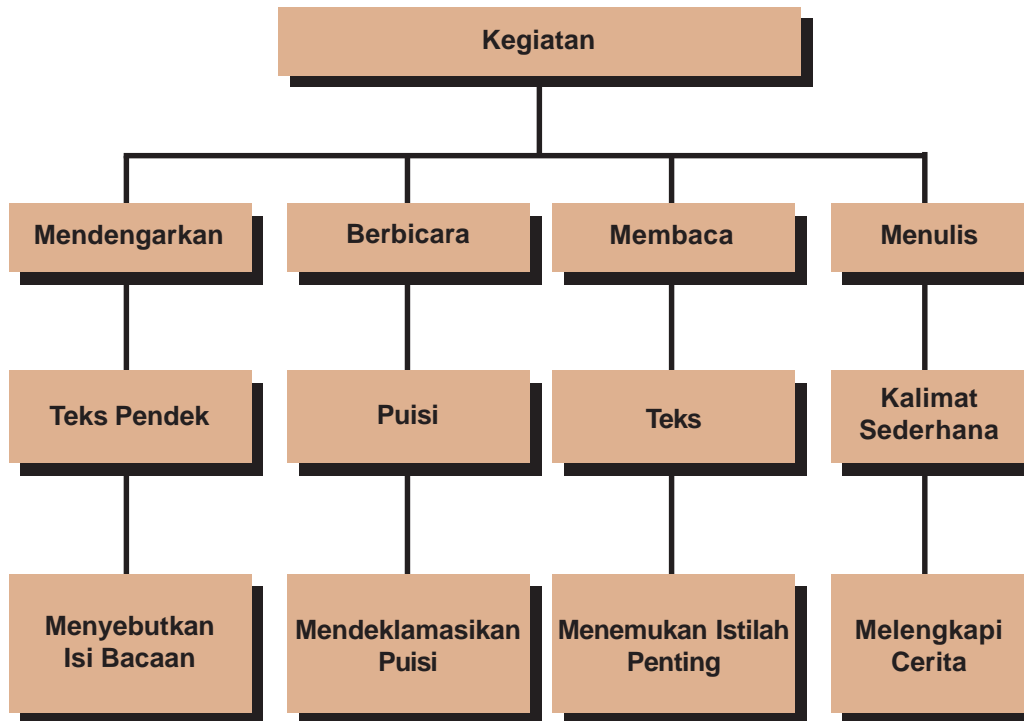 Kegiatan
Mendengarkan
Berbicara
Membaca
Menulis
Teks Pendek
Puisi
Teks
Kalimat
Sederhana
Menyebutkan
Isi Bacaan
Mendeklamasikan
Puisi
Menemukan Istilah
Penting
Melengkapi
Cerita